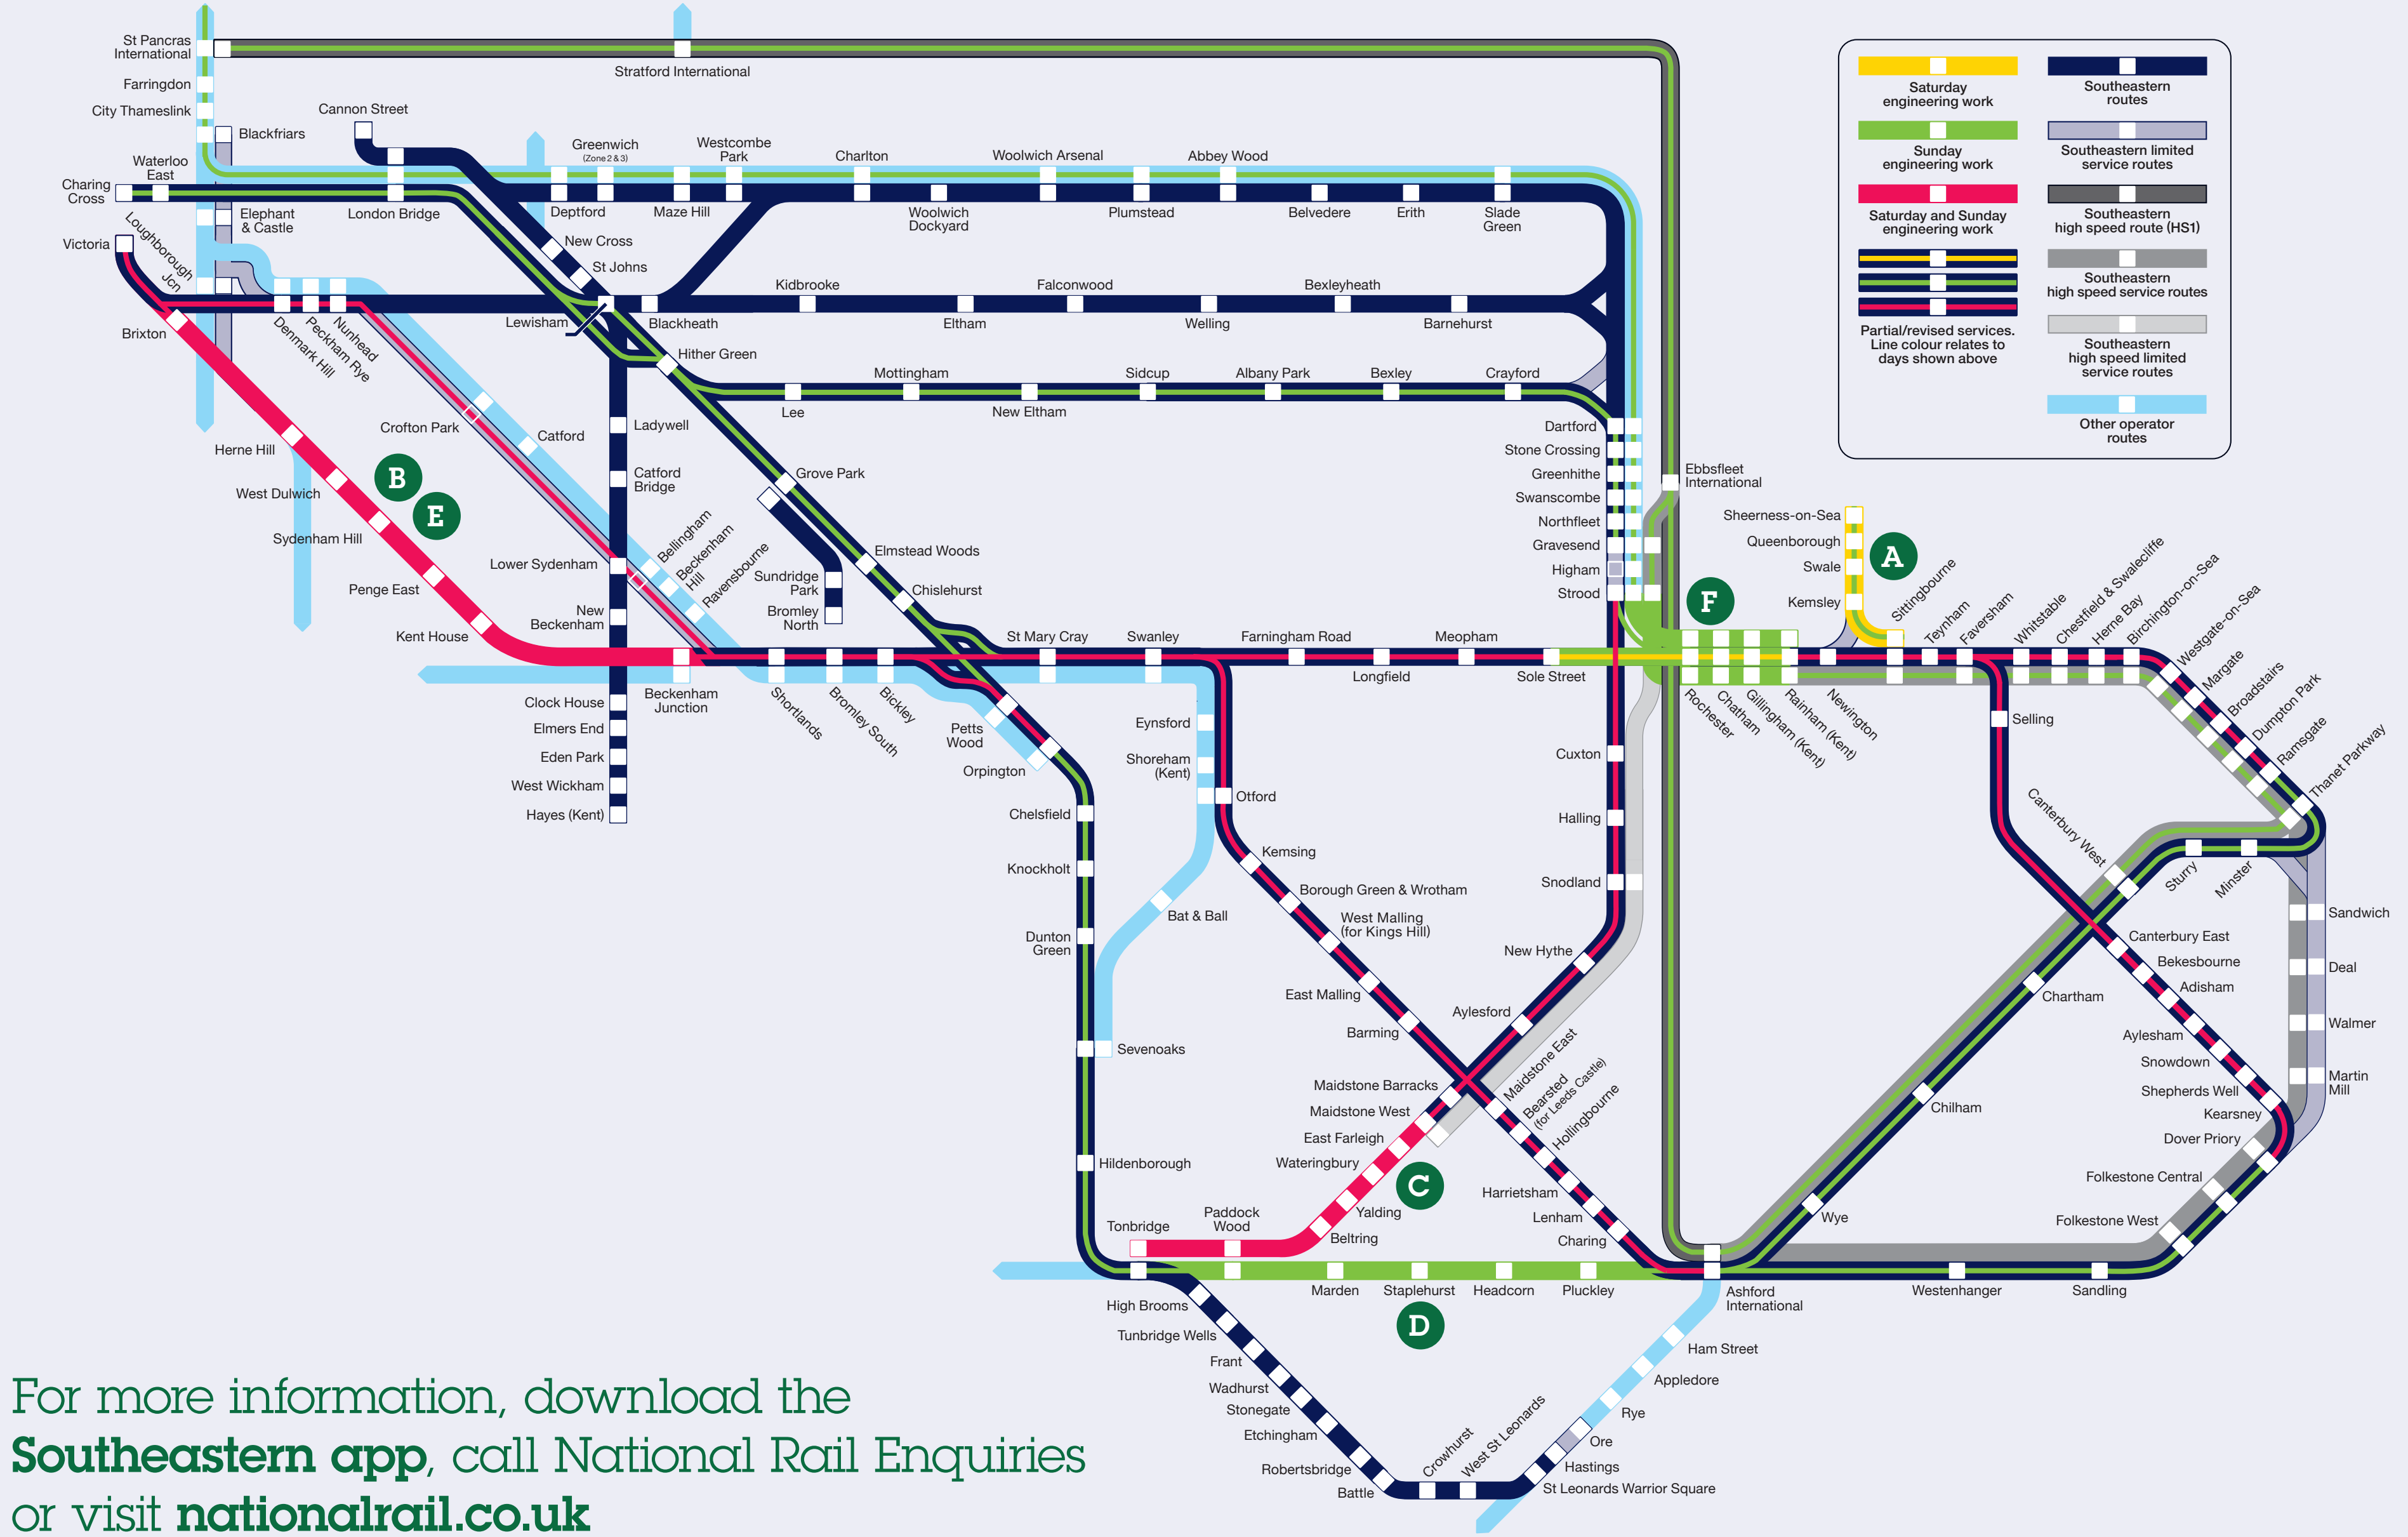 St Pancras
International
Stratford International
Farringdon
City Thameslink
Blackfriars
Cannon Street
Waterloo
East
Charing
Cross
London Bridge
Elephant
& Castle
Loughborough
Jcn
Victoria
Greenwich
(Zone 2 & 3)
Deptford
Maze Hill
Westcombe
Park
Charlton
Woolwich
Dockyard
Woolwich Arsenal
Plumstead
Abbey Wood
Belvedere
Erith
Slade
Green
New Cross
St Johns
Lewisham
Blackheath
Kidbrooke
Eltham
Falconwood
Welling
Bexleyheath
Barnehurst
Brixton
Denmark Hill
Peckham Rye
Nunhead
Hither Green
Lee
Mottingham
New Eltham
Sidcup
Albany Park
Bexley
Crayford
Crofton Park
Catford
Ladywell
Catford
Bridge
Herne Hill
West Dulwich
Sydenham Hill
Penge East
Kent House
B
E
Lower Sydenham
New
Beckenham
Bellingham
Beckenham
Hill
Ravensbourne
Grove Park
Sundridge
Park
Bromley
North
Elmstead Woods
Chislehurst
Dartford
Stone Crossing
Greenhithe
Swanscombe
Northfleet
Gravesend
Higham
Strood
Ebbsfleet
International
Beckenham
Junction
Clock House
Elmers End
Eden Park
West Wickham
Hayes (Kent)
Shortlands
Bromley South
Bickley
Petts
Wood
Orpington
St Mary Cray
Swanley
Farningham Road
Longfield
Meopham
Sole Street
F
Rochester
Chatham
Gillingham (Kent)
Rainham (Kent)
Newington
Sheerness-on-Sea
Queenborough
Swale
Kemsley
A
Sittingbourne
Teynham
Faversham
Whitstable
Chestfield & Swalecliffe
Herne Bay
Birchington-on-Sea
Westgate-on-Sea
Margate
Broadstairs
Dumpton Park
Ramsgate
Thanet Parkway
Selling
Canterbury West
Sturry
Minster
Sandwich
Deal
Walmer
Martin
Mill
Canterbury East
Bekesbourne
Adisham
Aylesham
Snowdown
Shepherds Well
Kearsney
Dover Priory
Folkestone Central
Folkestone West
Chartham
Chilham
Wye
Chelsfield
Knockholt
Dunton
Green
Sevenoaks
Hildenborough
Eynsford
Shoreham
(Kent)
Otford
Bat & Ball
Kemsing
Borough Green & Wrotham
West Malling
(for Kings Hill)
East Malling
Barming
Cuxton
Halling
Snodland
New Hythe
Aylesford
Maidstone Barracks
Maidstone West
East Farleigh
Wateringbury
Yalding
Beltring
C
Maidstone East
Bearsted
(for Leeds Castle)
Hollingbourne
Harrietsham
Lenham
Charing
Tonbridge
Paddock
Wood
Marden
Staplehurst
Headcorn
Pluckley
D
Ashford
International
Westenhanger
Sandling
High Brooms
Tunbridge Wells
Frant
Wadhurst
Stonegate
Etchingham
Robertsbridge
Battle
Crowhurst
West St Leonards
St Leonards Warrior Square
Hastings
Ore
Rye
Appledore
Ham Street
Saturday
engineering work
Sunday
engineering work
Saturday and Sunday
engineering work
Partial/revised services.
Line colour relates to
days shown above
Southeastern
routes
Southeastern limited
service routes
Southeastern
high speed route (HS1)
Southeastern
high speed service routes
Southeastern
high speed limited
service routes
Other operator
routes
For more information, download the
Southeastern app, call National Rail Enquiries
or visit nationalrail.co.uk